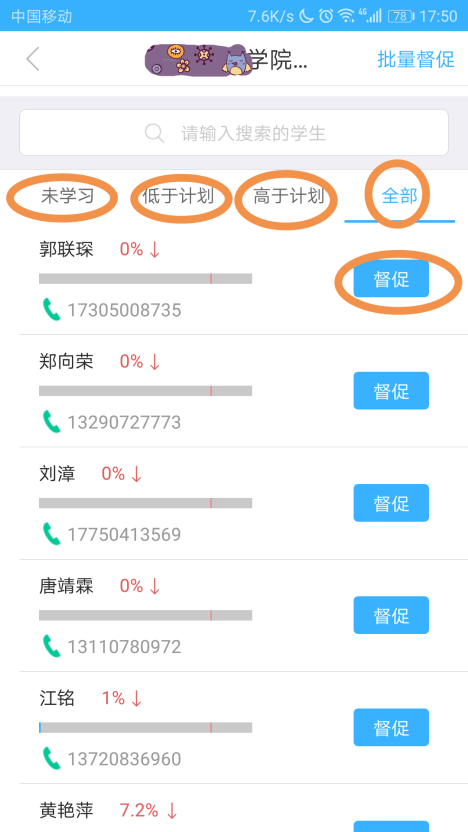 中国移动 7.6K/s 4G 78 17:50
学院... 批量督促
请输入搜索的学生
未学习 低于计划 高于计划 全部
郭联琛 0% ↓
督促
17305008735
郑向荣 0% ↓
督促
13290727773
刘漳 0% ↓
督促
17750413569
唐靖霖 0% ↓
督促
13110780972
江铭 1% ↓
督促
13720836960
黄艳萍 7.2% ↓